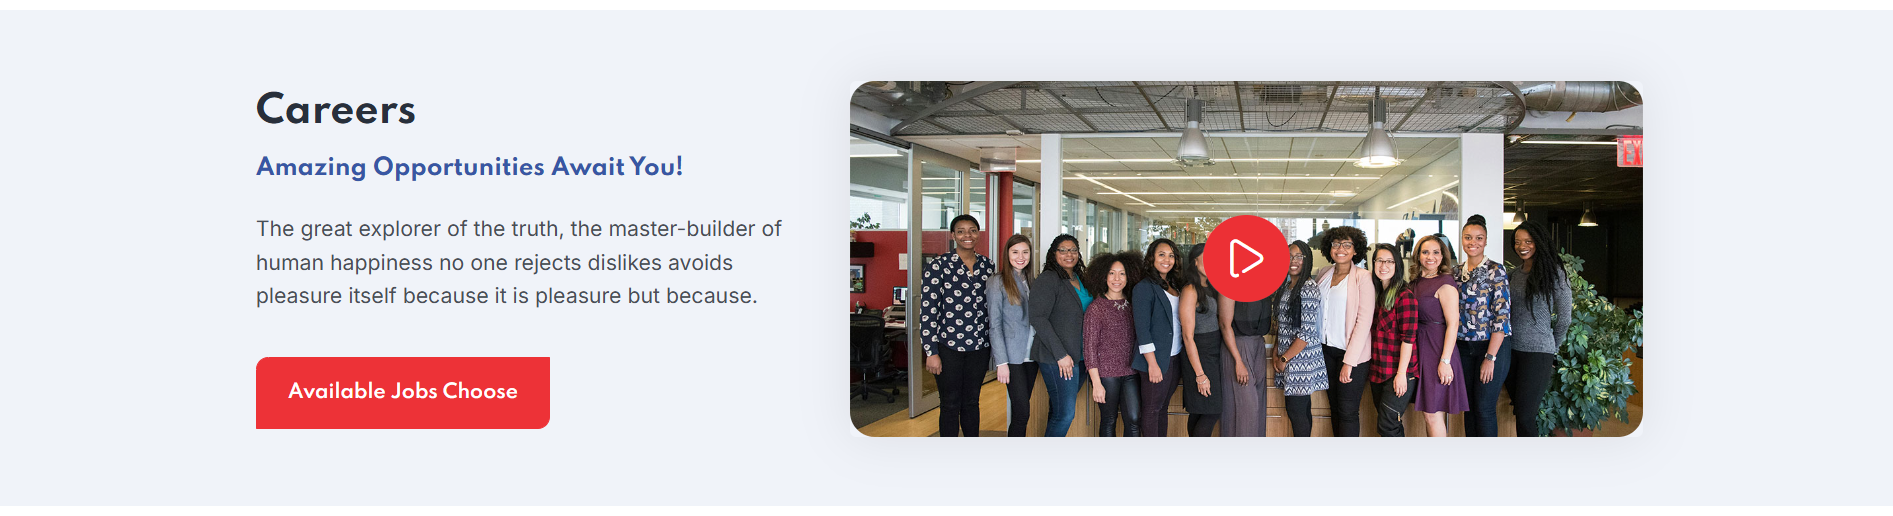 Careers
Amazing Opportunities Await You!
The great explorer of the truth, the master-builder of
human happiness no one rejects dislikes avoids
pleasure itself because it is pleasure but because.
Available Jobs Choose
EX